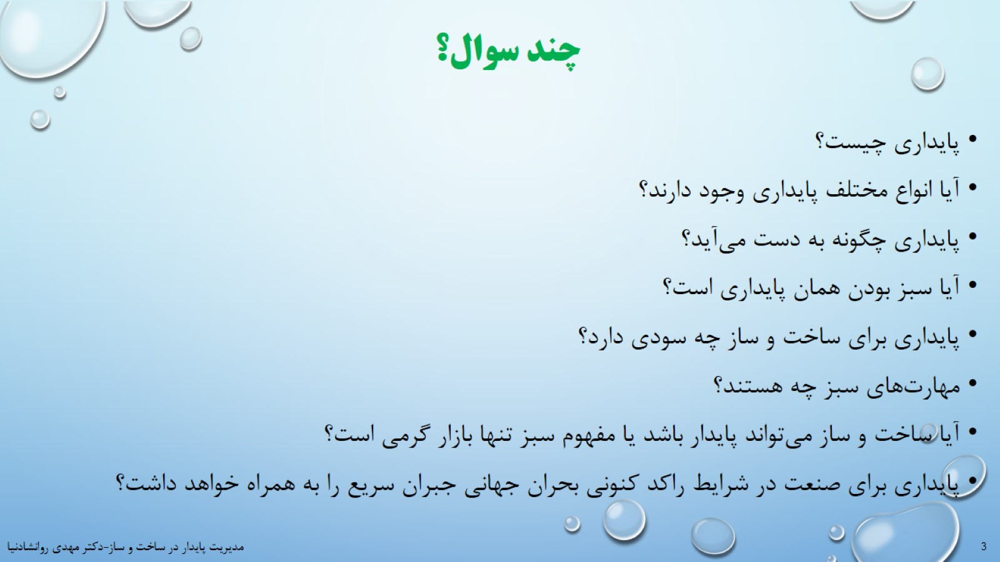 چند سوال؟
• پایداری چیست؟
• آیا انواع مختلف پایداری وجود دارند؟
• پایداری چگونه به دست می‌آید؟
• آیا سبز بودن همان پایداری است؟
• پایداری برای ساخت و ساز چه سودی دارد؟
• مهارت‌های سبز چه هستند؟
• آیا ساخت و ساز می‌تواند پایدار باشد یا مفهوم سبز تنها بازار گرمی است؟
• پایداری برای صنعت در شرایط راکد کنونی بحران جهانی جبران سریع را به همراه خواهد داشت؟
3
مدیریت پایدار در ساخت و ساز-دکتر مهدی روانشادنیا